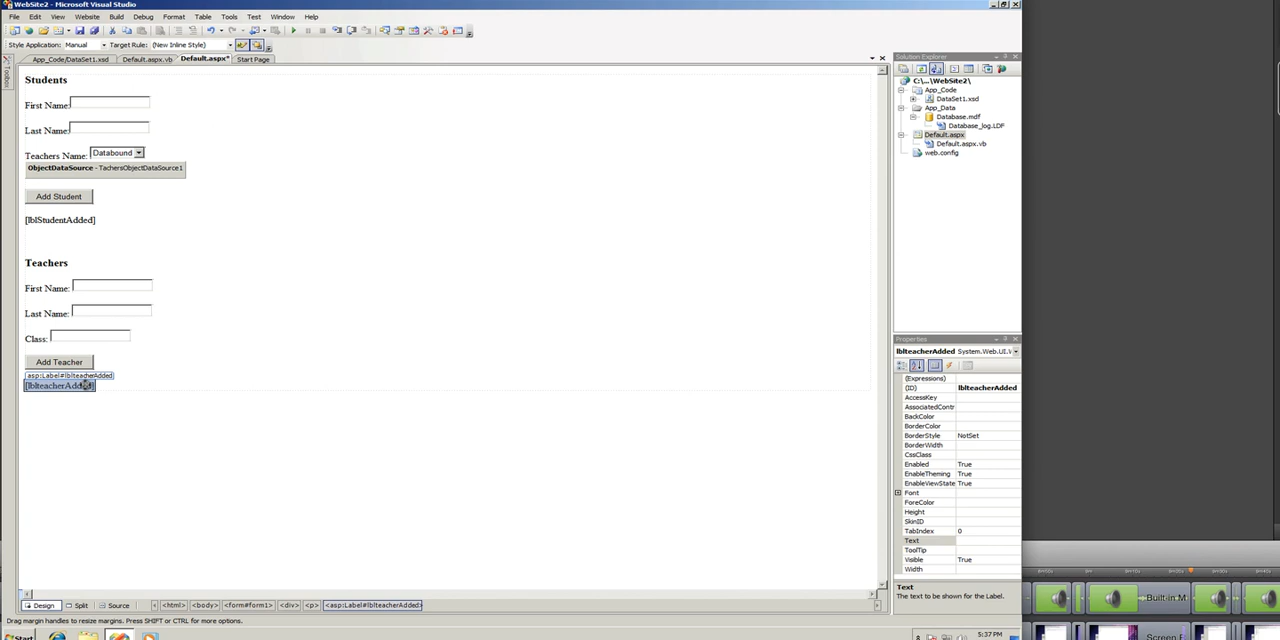 WebSite2 - Microsoft Visual Studio
File Edit View Website Build Debug Format Table Tools Test Window Help
Style Application: Manual Target Rule: (New Inline Style)
App_Code/DataSet1.xsd Default.aspx.vb Default.aspx* Start Page
Toolbox
Students
First Name:
Last Name:
Teachers Name: Databound
ObjectDataSource - TachersObjectDataSource1
Add Student
[lblStudentAdded]
Teachers
First Name:
Last Name:
Class:
Add Teacher
asp:Label#lblteacherAdded
[lblteacherAdded]
Design Split Source <html> <body> <form#form1> <div> <p> <asp:Label#lblteacherAdded>
Drag margin handles to resize margins. Press SHIFT or CTRL for more options.
Start
5:37 PM
Solution Explorer
C:\...\WebSite2\
App_Code
DataSet1.xsd
App_Data
Database.mdf
Database_log.LDF
Default.aspx
Default.aspx.vb
web.config
Properties
lblteacherAdded System.Web.UI.W
(Expressions)
(ID) lblteacherAdded
AccessKey
AssociatedContr
BackColor
BorderColor
BorderStyle NotSet
BorderWidth
CssClass
Enabled True
EnableTheming True
EnableViewState True
Font
ForeColor
Height
SkinID
TabIndex 0
Text
ToolTip
Visible True
Width
Text
The text to be shown for the Label.
Built-in M
Screen F